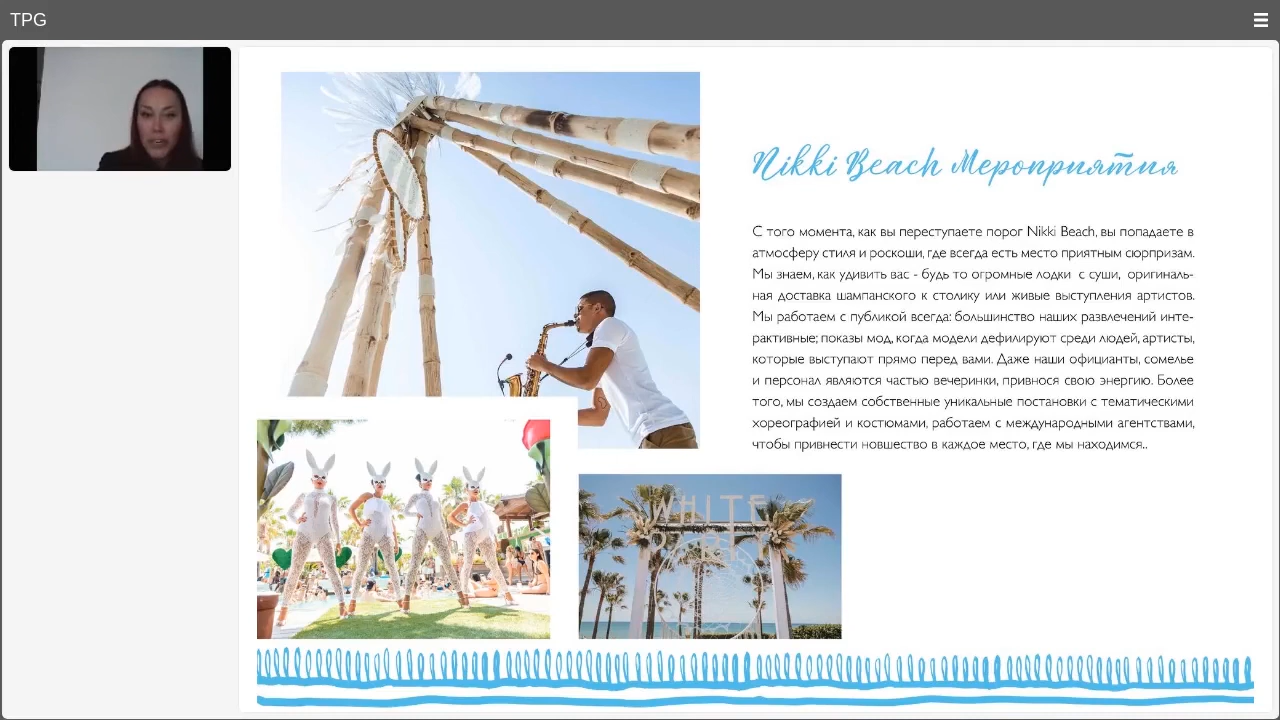 TPG
Nikki Beach Мероприятия
С того момента, как вы переступаете порог Nikki Beach, вы попадаете в
атмосферу стиля и роскоши, где всегда есть место приятным сюрпризам.
Мы знаем, как удивить вас - будь то огромные лодки с суши, оригиналь-
ная доставка шампанского к столику или живые выступления артистов.
Мы работаем с публикой всегда: большинство наших развлечений инте-
рактивные; показы мод, когда модели дефилируют среди людей, артисты,
которые выступают прямо перед вами. Даже наши официанты, сомелье
и персонал являются частью вечеринки, привнося свою энергию. Более
того, мы создаем собственные уникальные постановки с тематическими
хореографией и костюмами, работаем с международными агентствами,
чтобы привнести новшество в каждое место, где мы находимся..
WHITE
PARTY